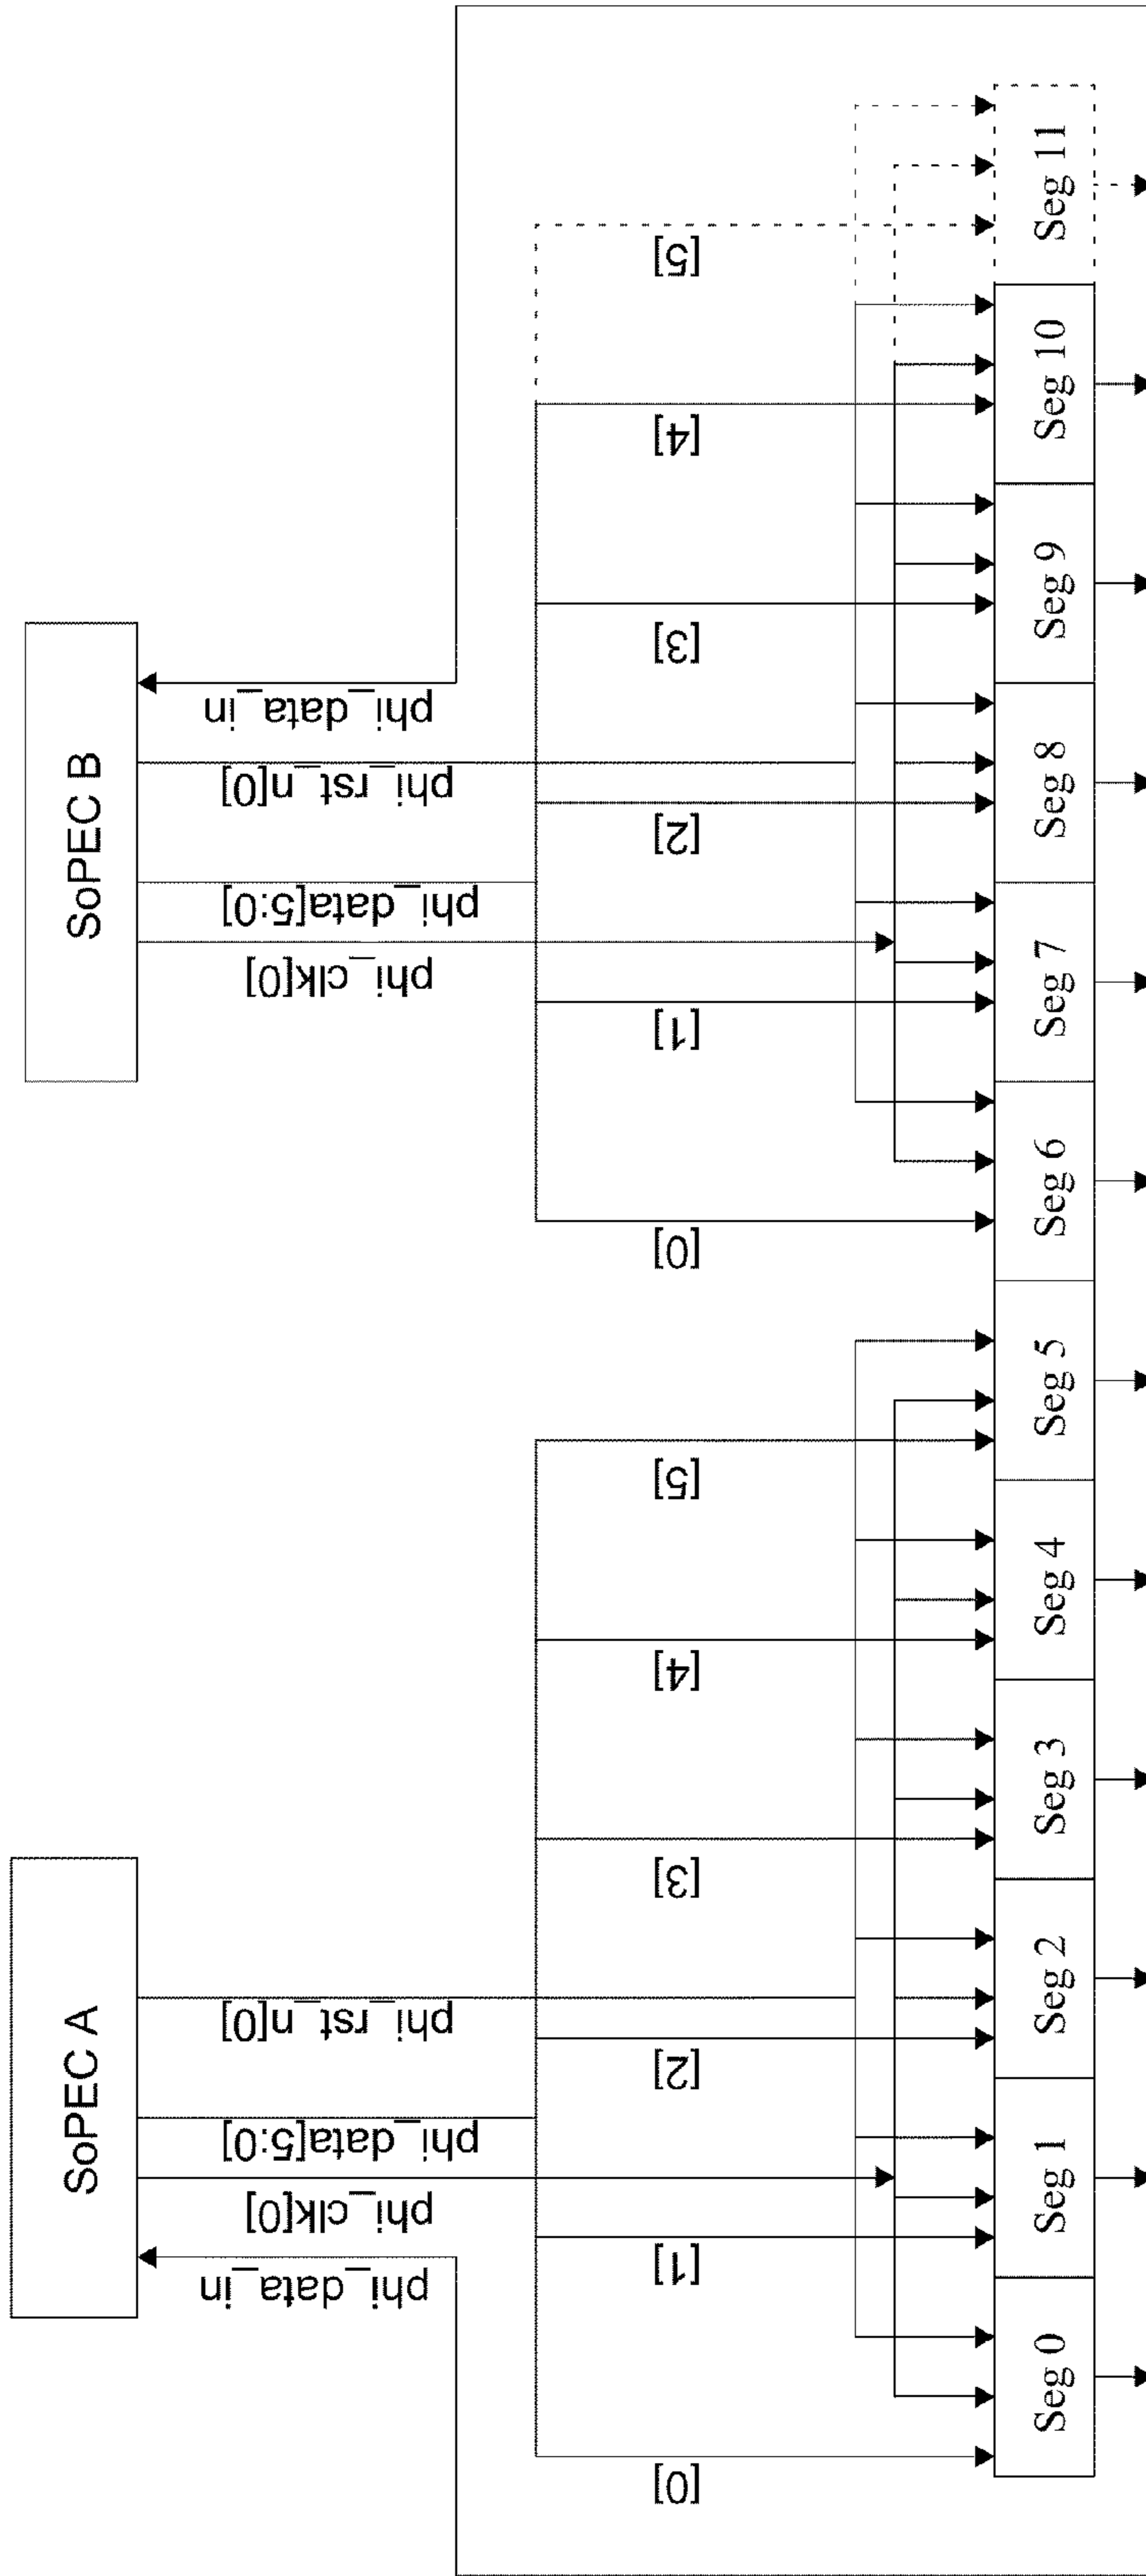 SoPEC A
SoPEC B
phi_data_in
phi_clk[0]
phi_data[5:0]
phi_rst_n[0]
phi_clk[0]
phi_data[5:0]
phi_rst_n[0]
phi_data_in
[0]
[1]
[2]
[3]
[4]
[5]
[0]
[1]
[2]
[3]
[4]
[5]
Seg 0
Seg 1
Seg 2
Seg 3
Seg 4
Seg 5
Seg 6
Seg 7
Seg 8
Seg 9
Seg 10
Seg 11